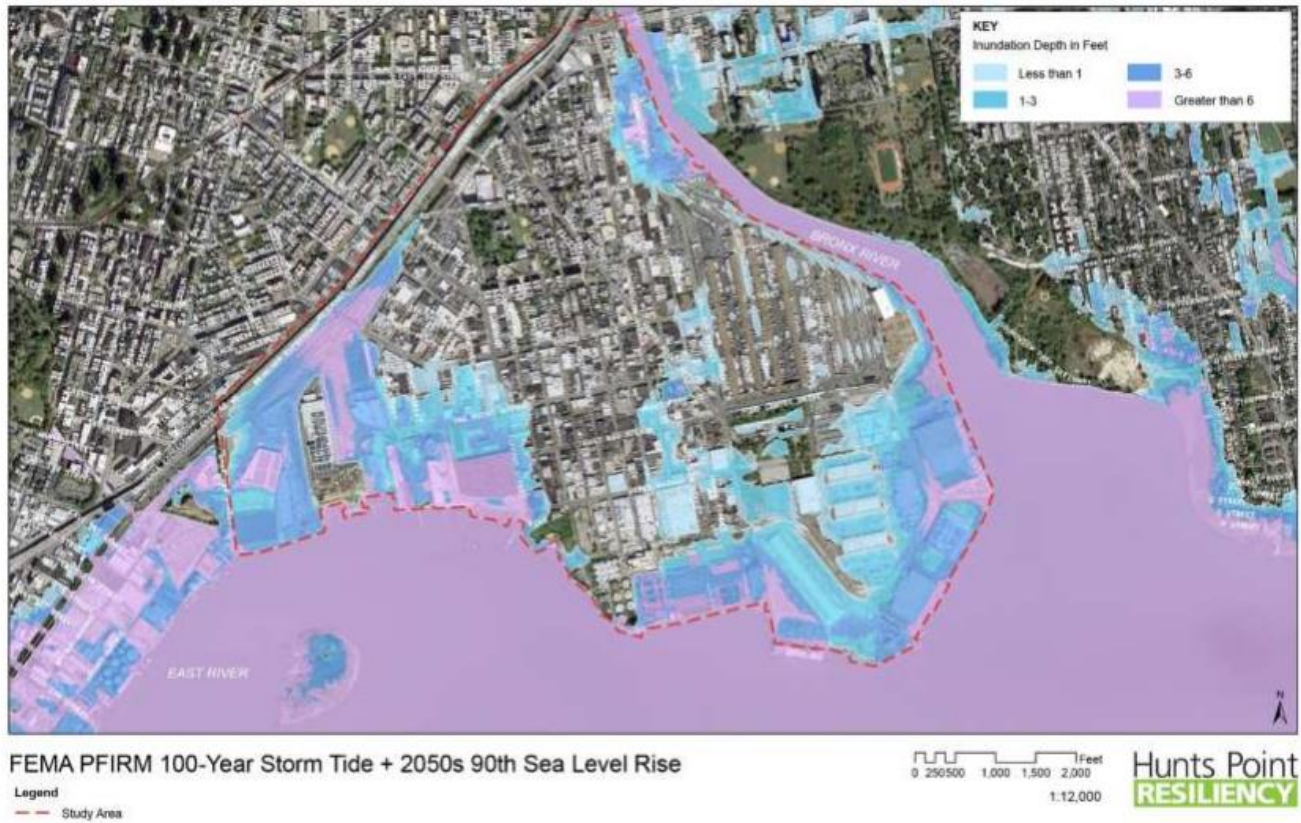 KEY
Inundation Depth in Feet
Less than 1
3-6
1-3
Greater than 6
BRONX RIVER
EAST RIVER
N
FEMA PFIRM 100-Year Storm Tide + 2050s 90th Sea Level Rise
Legend
Study Area
Feet
0 250500 1,000 1,500 2,000
1:12,000
Hunts Point
RESILIENCY